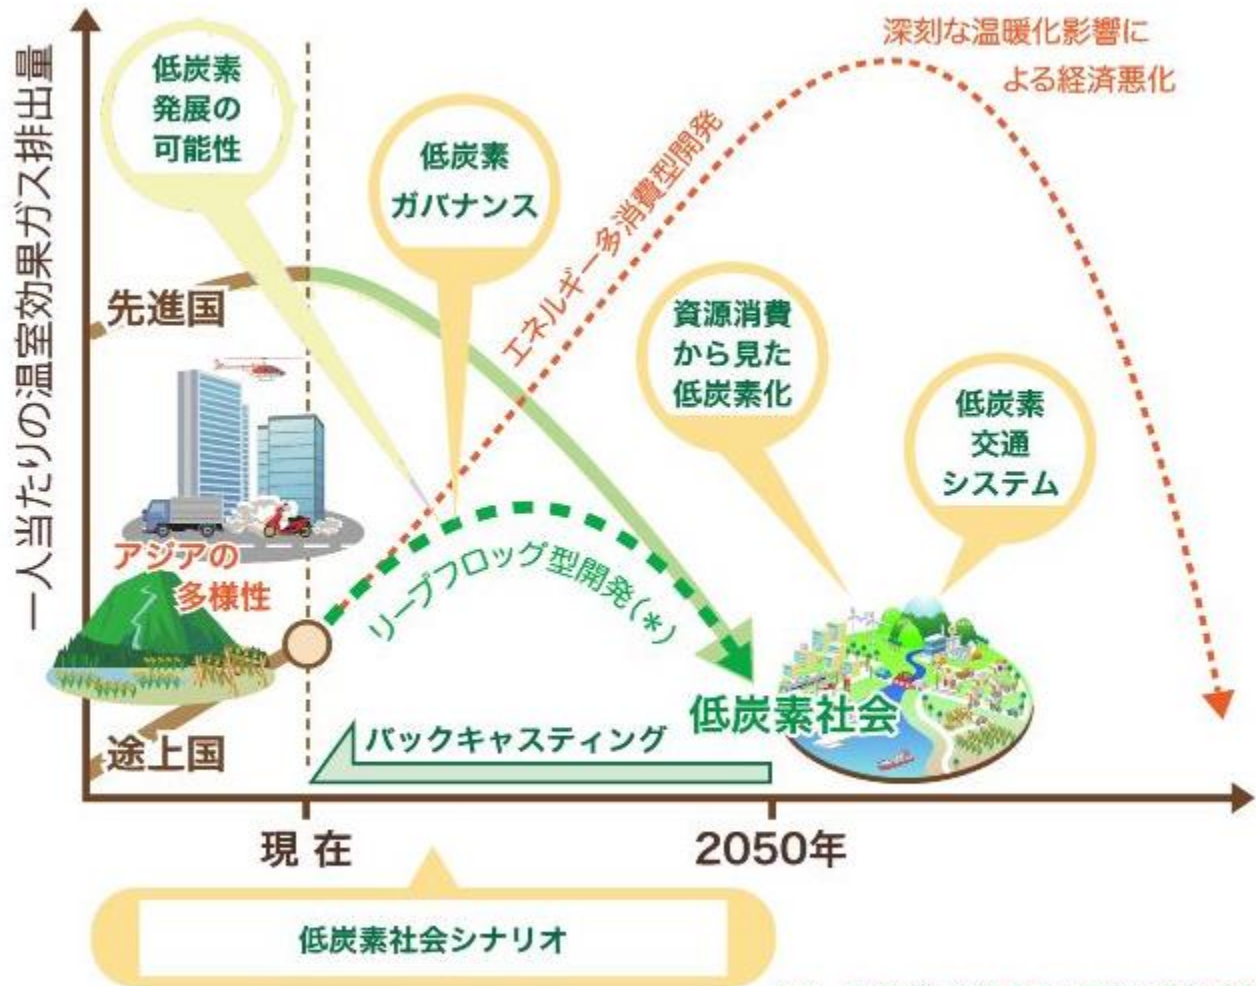 一人当たりの温室効果ガス排出量
低炭素
発展の
可能性
低炭素
ガバナンス
エネルギー多消費型開発
深刻な温暖化影響に
よる経済悪化
先進国
資源消費
から見た
低炭素化
低炭素
交通
システム
アジアの
多様性
リープフロッグ型開発(*)
低炭素社会
途上国
バックキャスティング
現在
2050年
低炭素社会シナリオ